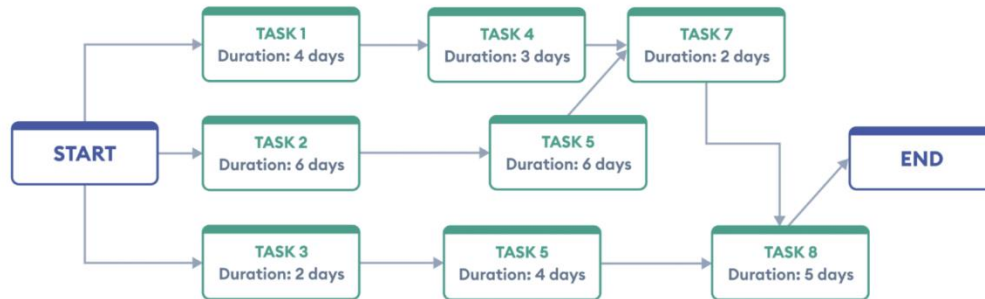 TASK 1
Duration: 4 days
TASK 4
Duration: 3 days
TASK 7
Duration: 2 days
START
TASK 2
Duration: 6 days
TASK 5
Duration: 6 days
END
TASK 3
Duration: 2 days
TASK 5
Duration: 4 days
TASK 8
Duration: 5 days